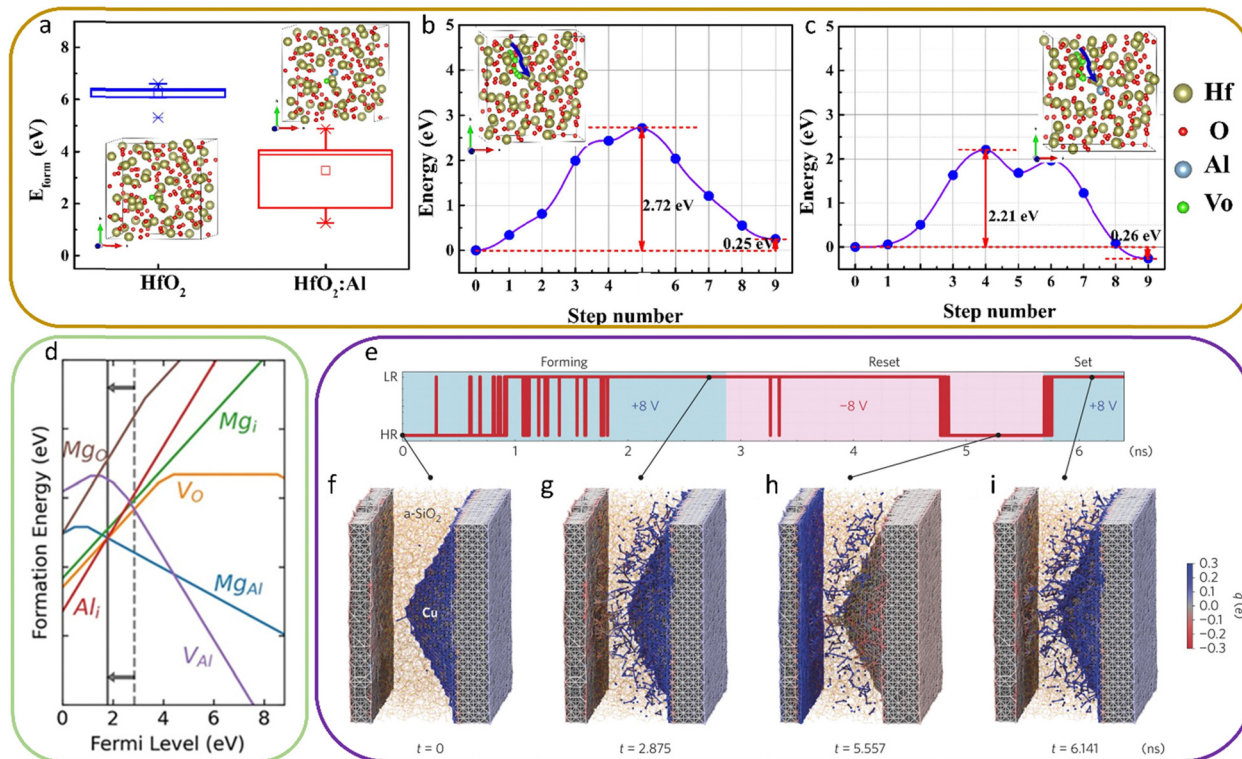 a
E_form (eV)
8
6
4
2
0
HfO₂
HfO₂:Al
b
Energy (eV)
5
4
3
2
1
0
2.72 eV
0.25 eV
0 1 2 3 4 5 6 7 8 9
Step number
c
Energy (eV)
5
4
3
2
1
0
2.21 eV
0.26 eV
0 1 2 3 4 5 6 7 8 9
Step number
Hf
O
Al
Vo
d
Formation Energy (eV)
Mg_O
Mg_i
V_O
Mg_Al
Al_i
V_Al
0 2 4 6 8
Fermi Level (eV)
e
Forming Reset Set
LR
HR
+8 V −8 V +8 V
0 1 2 3 4 5 6 (ns)
f g h i
a-SiO₂
Cu
0.3
0.2
0.1
0.0
−0.1
−0.2
−0.3
q (e)
t = 0 t = 2.875 t = 5.557 t = 6.141 (ns)